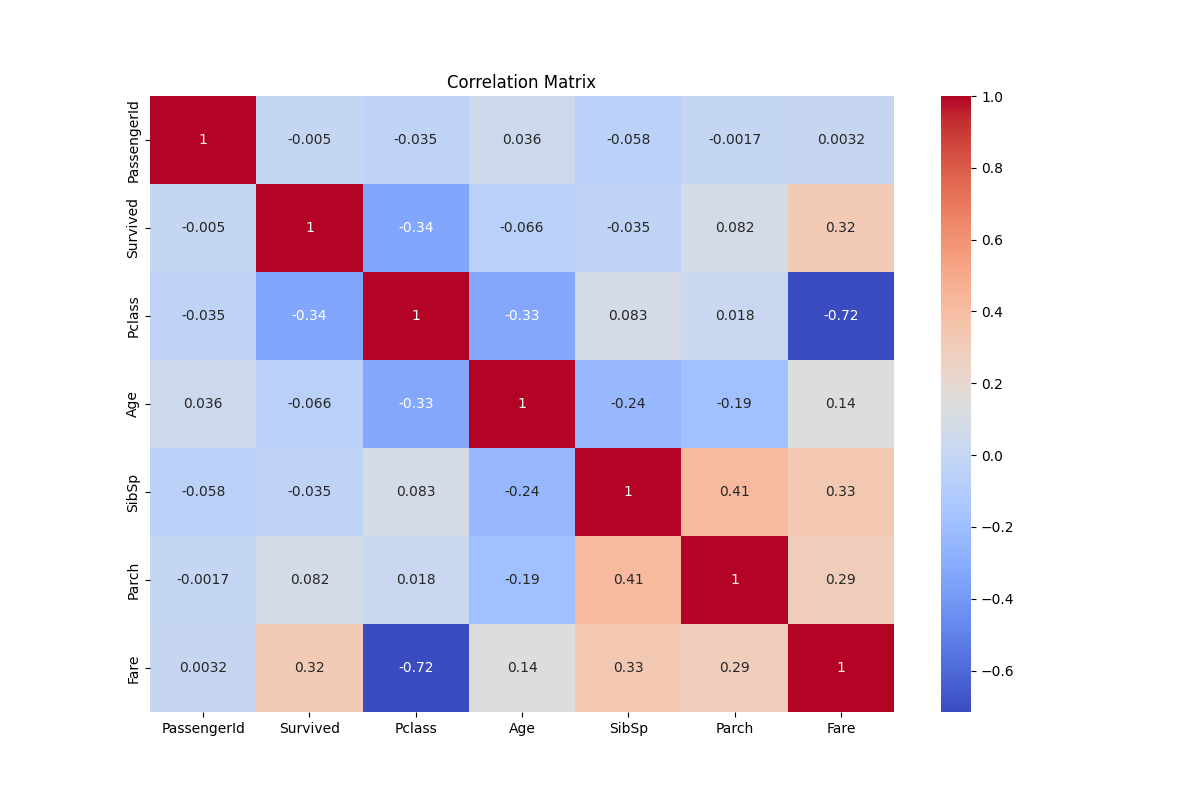 Correlation Matrix
PassengerId 1 -0.005 -0.035 0.036 -0.058 -0.0017 0.0032
Survived -0.005 1 -0.34 -0.066 -0.035 0.082 0.32
Pclass -0.035 -0.34 1 -0.33 0.083 0.018 -0.72
Age 0.036 -0.066 -0.33 1 -0.24 -0.19 0.14
SibSp -0.058 -0.035 0.083 -0.24 1 0.41 0.33
Parch -0.0017 0.082 0.018 -0.19 0.41 1 0.29
Fare 0.0032 0.32 -0.72 0.14 0.33 0.29 1
PassengerId Survived Pclass Age SibSp Parch Fare
1.0
0.8
0.6
0.4
0.2
0.0
−0.2
−0.4
−0.6